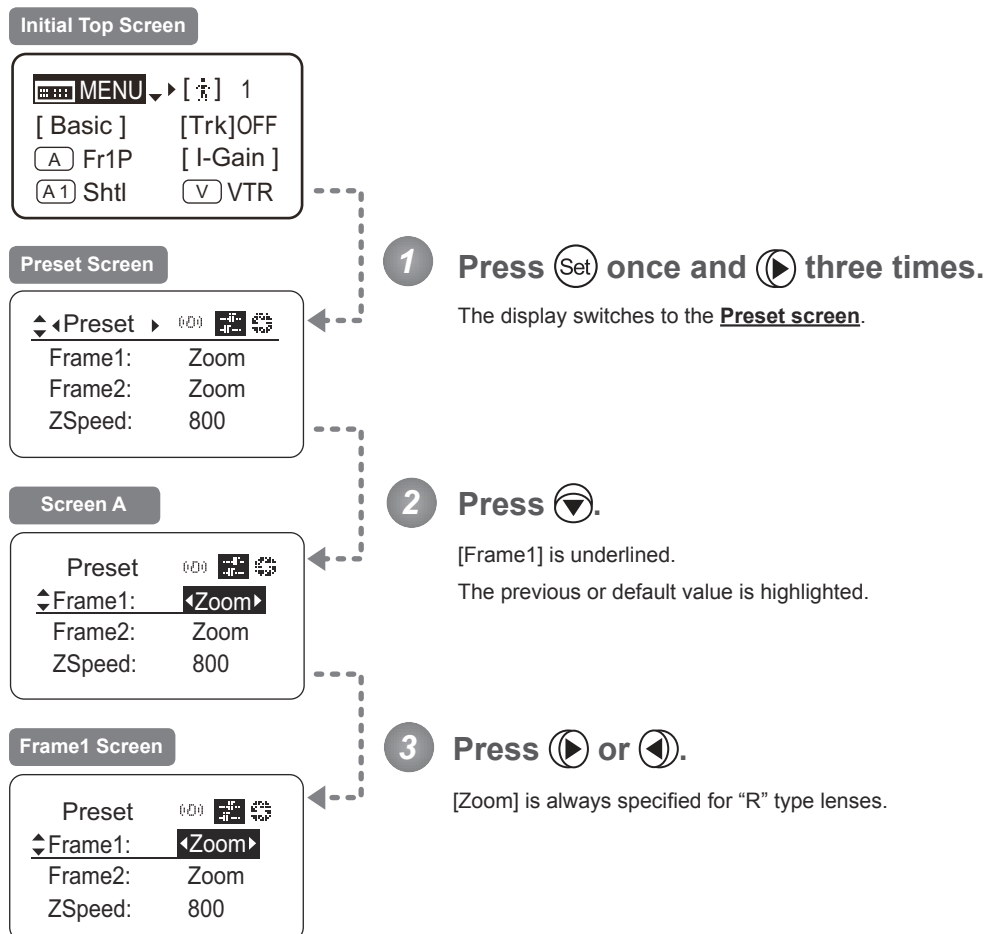 Initial Top Screen
MENU [ ] 1
[ Basic ] [Trk]OFF
A Fr1P [ I-Gain ]
A 1 Shtl V VTR
1 Press Set once and three times.
The display switches to the Preset screen.
Preset Screen
Preset
Frame1: Zoom
Frame2: Zoom
ZSpeed: 800
2 Press .
[Frame1] is underlined.
The previous or default value is highlighted.
Screen A
Preset
Frame1: Zoom
Frame2: Zoom
ZSpeed: 800
3 Press or .
[Zoom] is always specified for “R” type lenses.
Frame1 Screen
Preset
Frame1: Zoom
Frame2: Zoom
ZSpeed: 800